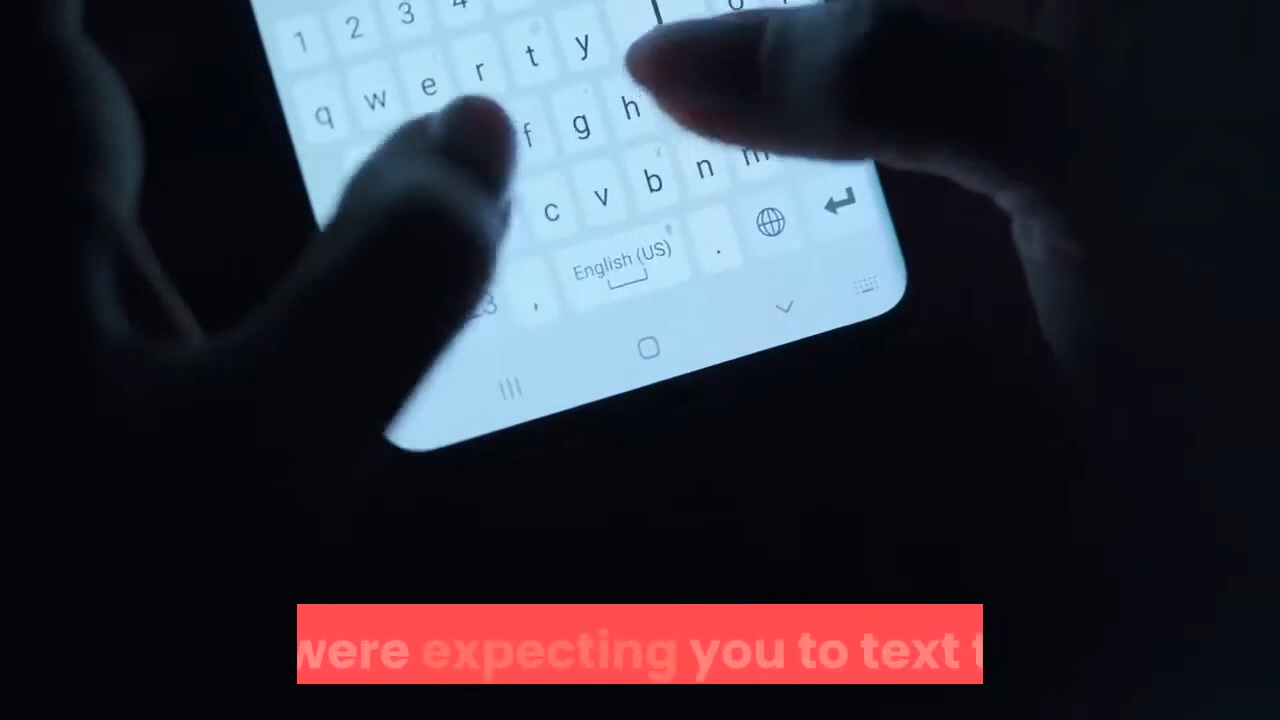 1 2 3 4
q w e r t y
f g h
c v b n m
, English (US) .
were expecting you to text